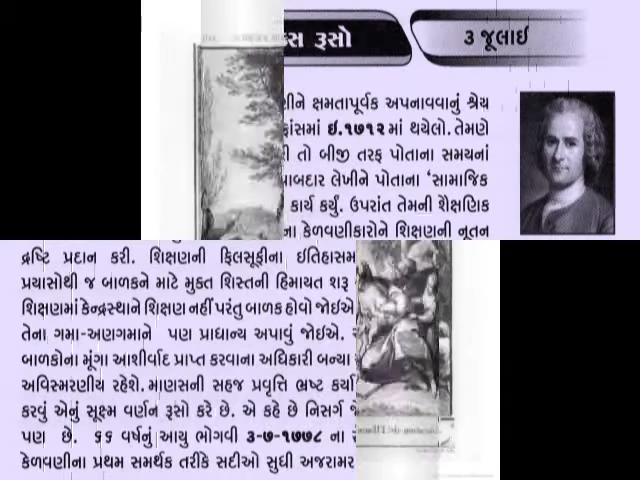 ક્સ રૂસો
૩ જૂલાઈ
ક્ષમતાપૂર્વક અપનાવવાનું શ્રેય
ઇ.૧૭૧૨ માં થયેલો. તેમણે
તો બીજી તરફ પોતાના સમયનાં
લેખીને પોતાના ‘સામાજિક
કાર્ય કર્યું. ઉપરાંત તેમની શૈક્ષણિક
ના કેળવણીકારોને શિક્ષણની નૂતન
દ્રષ્ટિ પ્રદાન કરી. શિક્ષણની ફિલસૂફીના ઇતિહાસમ
પ્રયાસોથી જ બાળકને માટે મુક્ત શિસ્તની હિમાયત શરૂ
શિક્ષણમાં કેન્દ્રસ્થાને શિક્ષણ નહીં પરંતુ બાળક હોવો જોઈએ
તેના ગમા-અણગમાને પણ પ્રાધાન્ય અપાવું જોઈએ.
બાળકોના મૂંગા આશીર્વાદ પ્રાપ્ત કરવાના અધિકારી બન્યા
અવિસ્મરણીય રહેશે. માણસની સહજ પ્રવૃત્તિ ભ્રષ્ટ કર્યા
કરવું એનું સૂક્ષ્મ વર્ણન રૂસો કરે છે. એ કહે છે નિસર્ગ
પણ છે. ૬૬ વર્ષનું આયુ ભોગવી ૩-૭-૧૭૭૮ ના
કેળવણીના પ્રથમ સમર્થક તરીકે સદીઓ સુધી અજરામર